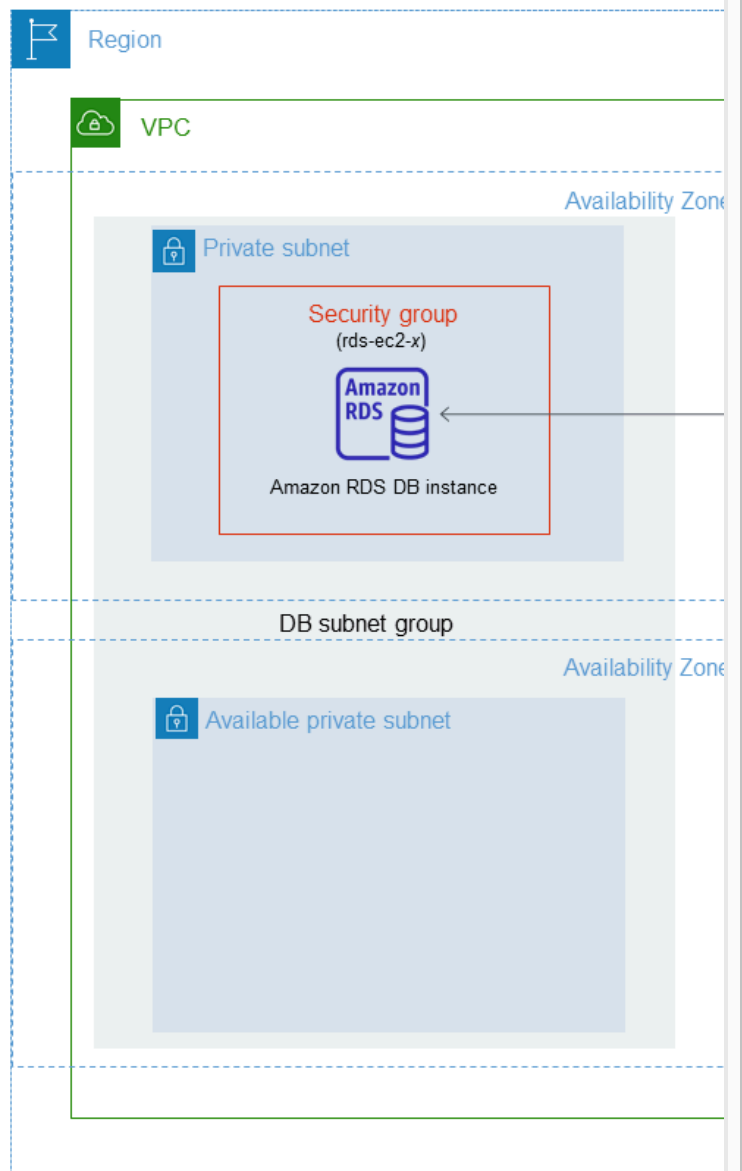 Region
VPC
Availability Zone
Private subnet
Security group
(rds-ec2-x)
Amazon
RDS
Amazon RDS DB instance
DB subnet group
Availability Zone
Available private subnet